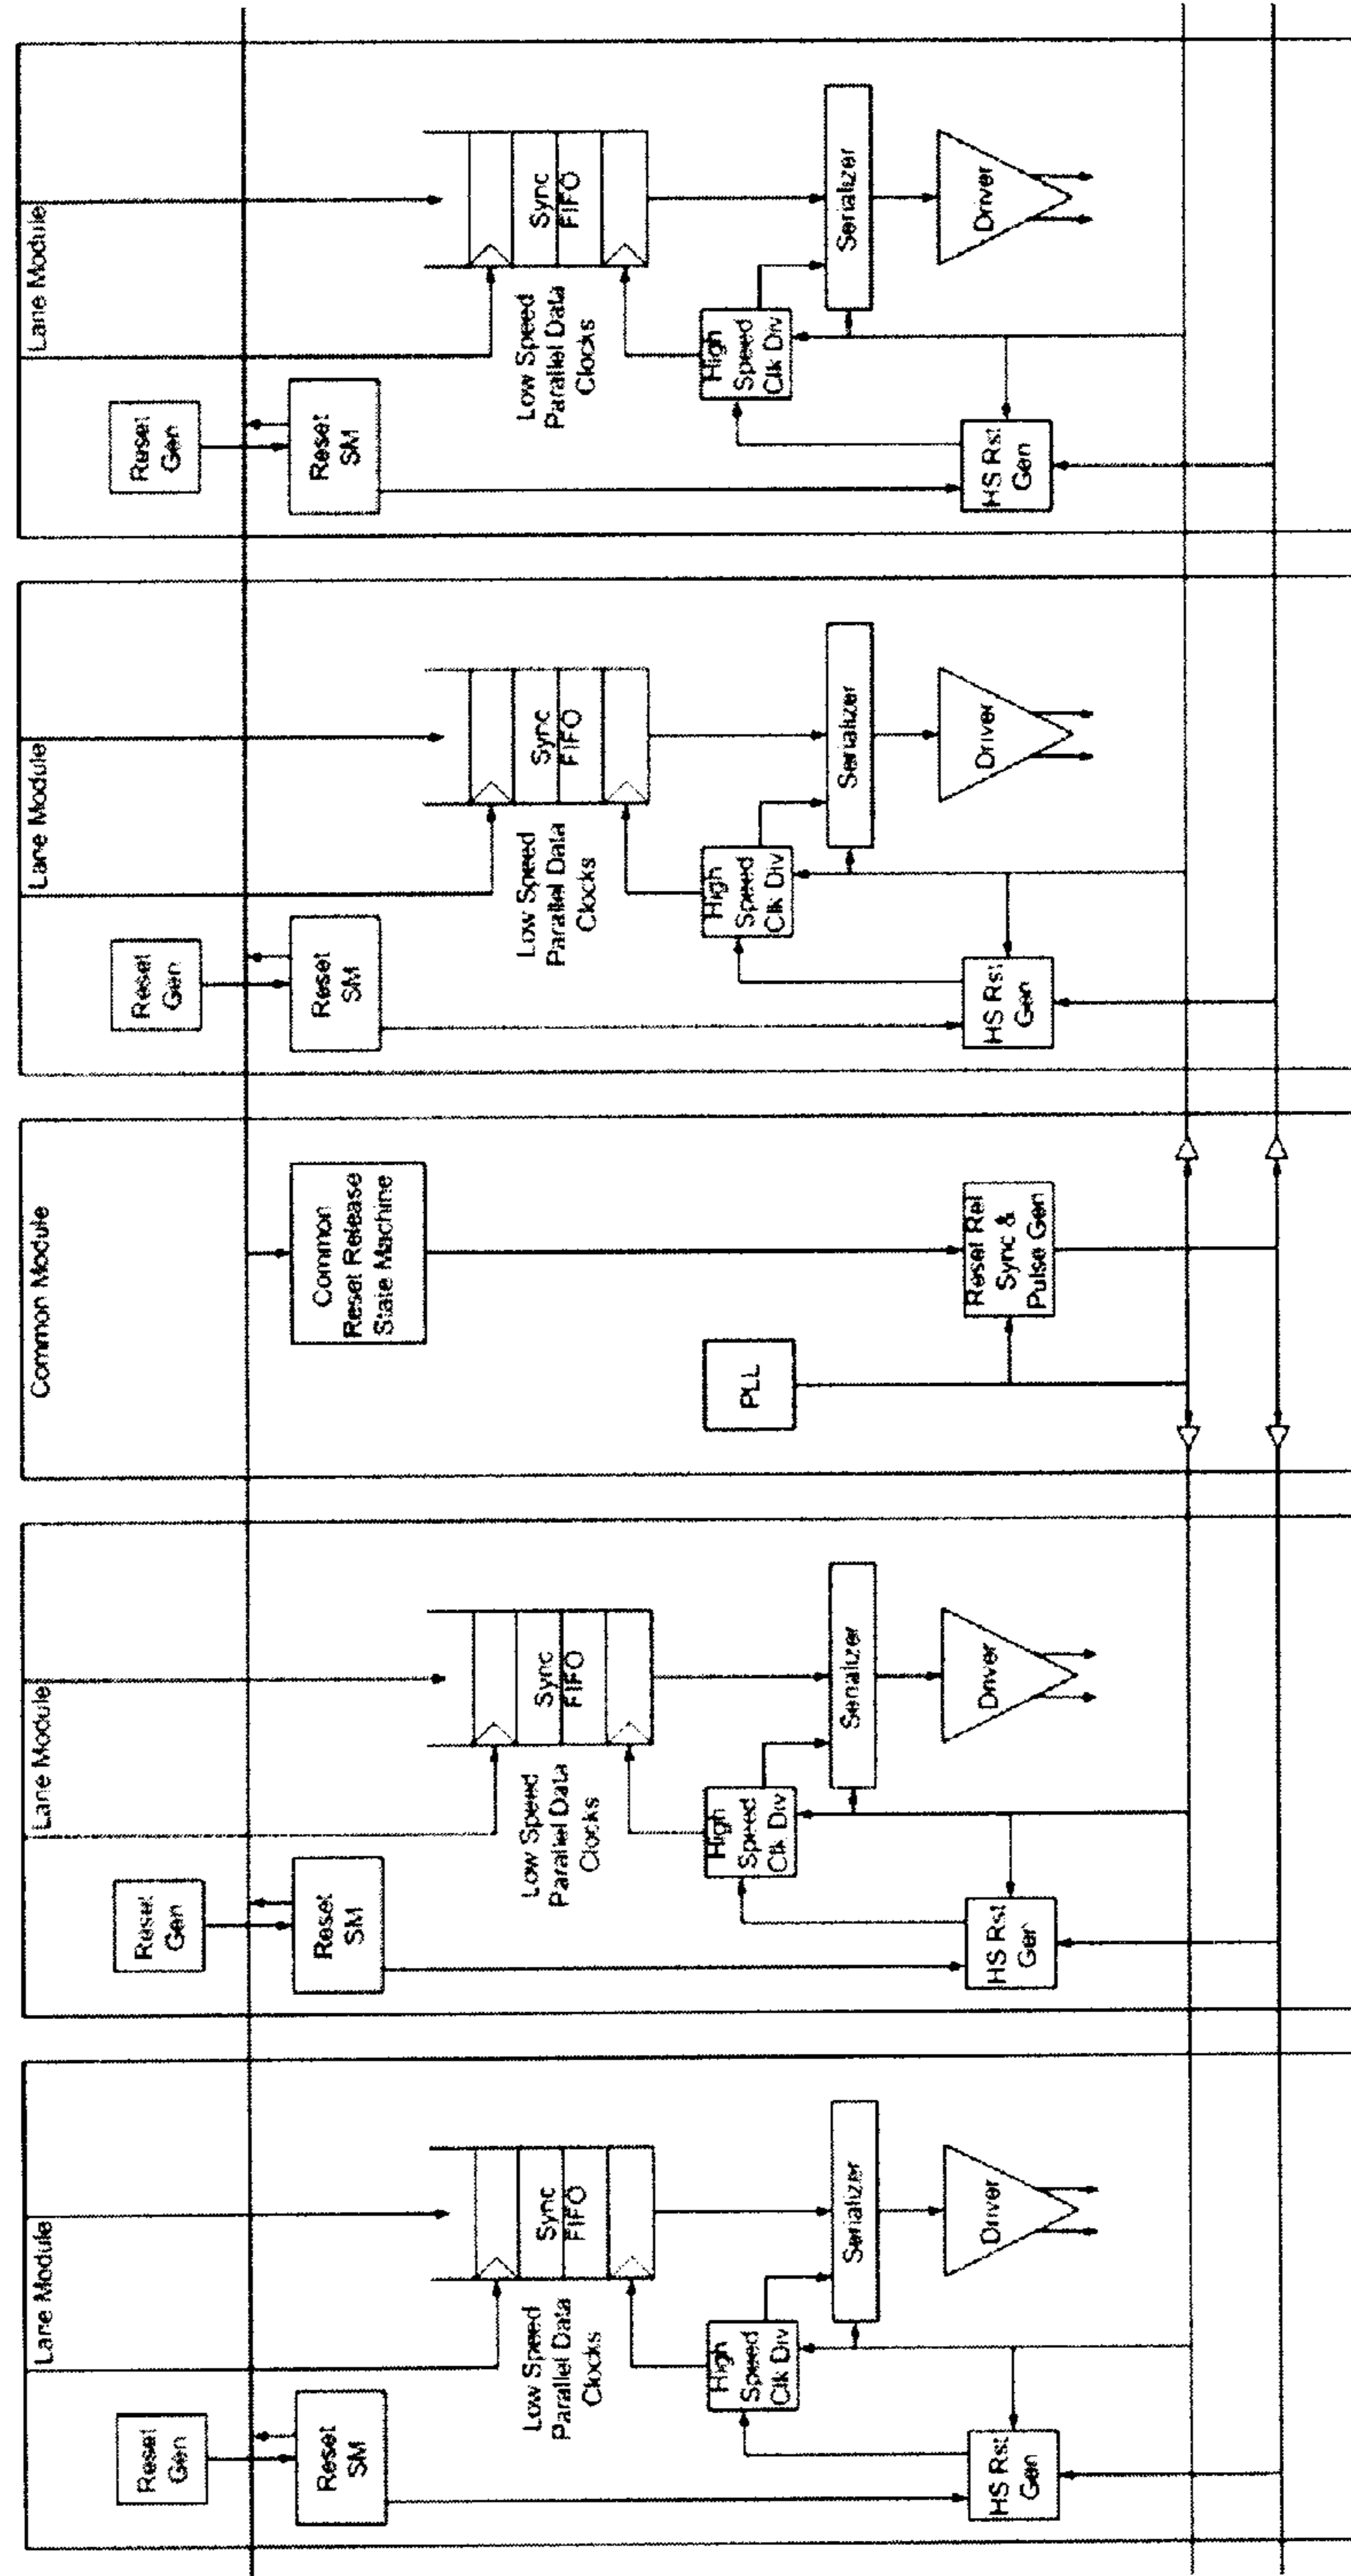 Lane Module
Reset
Gen
Reset
SM
Sync
FIFO
Low Speed
Parallel Data
Clocks
High
Speed
Clk Div
Serializer
HS Rst
Gen
Driver
Lane Module
Reset
Gen
Reset
SM
Sync
FIFO
Low Speed
Parallel Data
Clocks
High
Speed
Clk Div
Serializer
HS Rst
Gen
Driver
Common Module
Common
Reset Release
State Machine
PLL
Reset Rel
Sync &
Pulse Gen
Lane Module
Reset
Gen
Reset
SM
Sync
FIFO
Low Speed
Parallel Data
Clocks
High
Speed
Clk Div
Serializer
HS Rst
Gen
Driver
Lane Module
Reset
Gen
Reset
SM
Sync
FIFO
Low Speed
Parallel Data
Clocks
High
Speed
Clk Div
Serializer
HS Rst
Gen
Driver